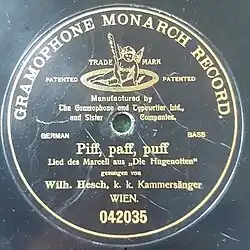 GRAMOPHONE MONARCH RECORD
TRADE MARK
PATENTED PATENTED
Manufactured by
The Gramophone and Typewriter Ltd.,
and Sister Companies.
GERMAN BASS
Piff, paff, puff
Lied des Marcell aus „Die Hugenotten“
gesungen von
Wilh. Hesch, k. k. Kammersänger
WIEN.
042035